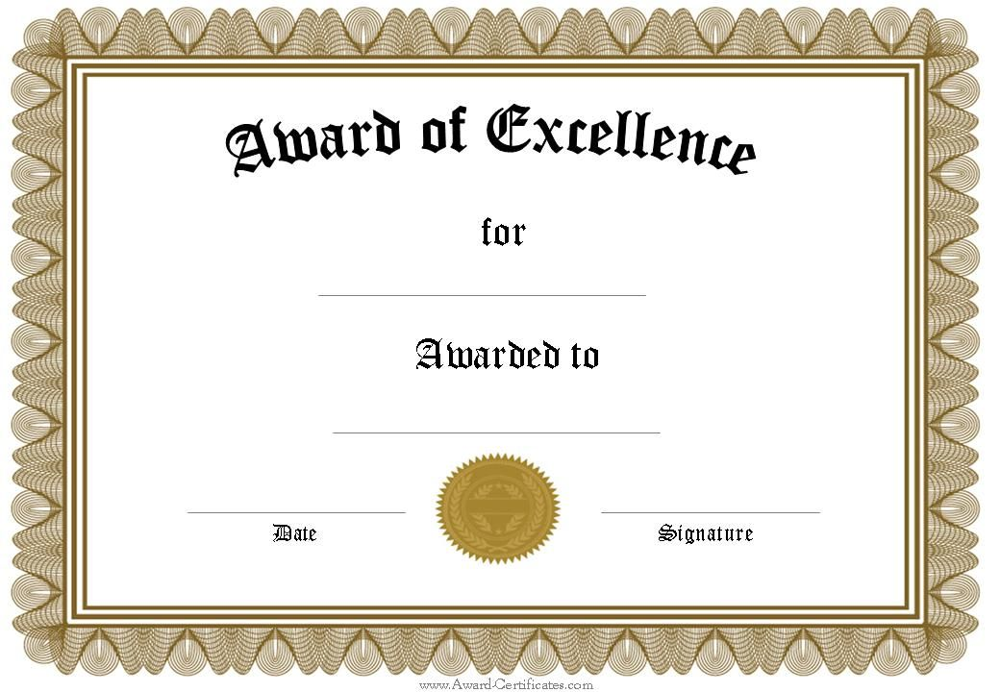 Award of Excellence
for
Awarded to
Date Signature
www.Award-Certificates.com